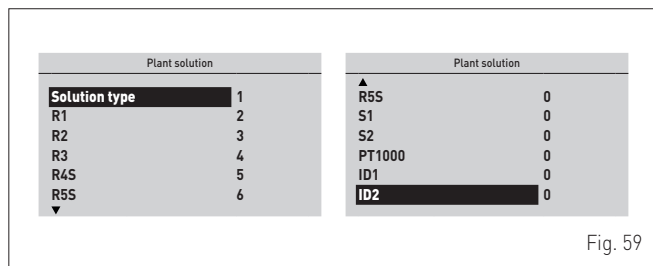 Plant solution
Solution type 1
R1 2
R2 3
R3 4
R4S 5
R5S 6
▼
Plant solution
▲
R5S 0
S1 0
S2 0
PT1000 0
ID1 0
ID2 0
Fig. 59